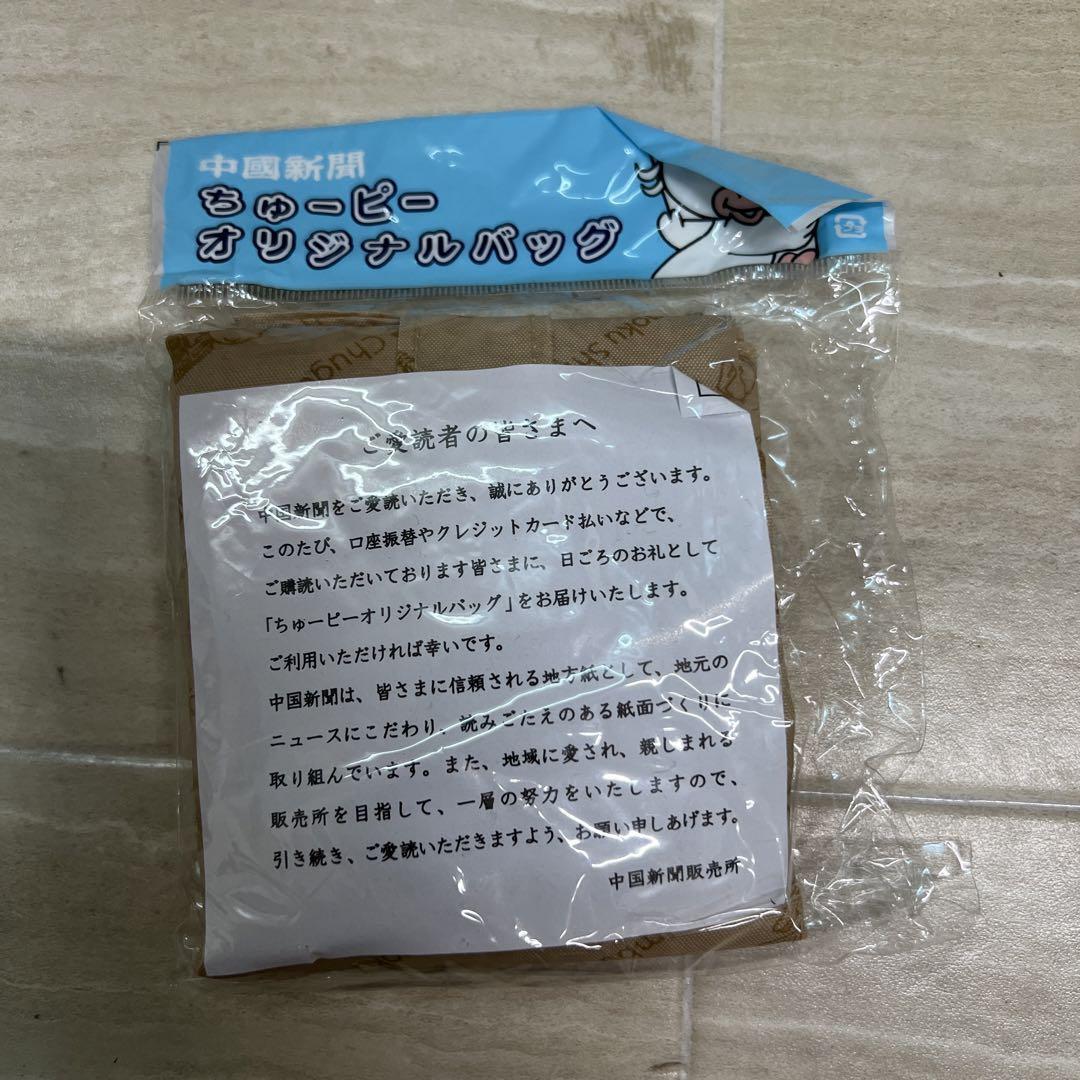 中國新聞
ちゅーピー
オリジナルバッグ
プラ
Chug
oku Sh
ご愛読者の皆さまへ
中国新聞をご愛読いただき、誠にありがとうございます。
このたび、口座振替やクレジットカード払いなどで、
ご購読いただいております皆さまに、日ごろのお礼として
「ちゅーピーオリジナルバッグ」をお届けいたします。
ご利用いただければ幸いです。
中国新聞は、皆さまに信頼される地方紙として、地元の
ニュースにこだわり、読みごたえのある紙面づくりに
取り組んでいます。また、地域に愛され、親しまれる
販売所を目指して、一層の努力をいたしますので、
引き続き、ご愛読いただきますよう、お願い申しあげます。
中国新聞販売所